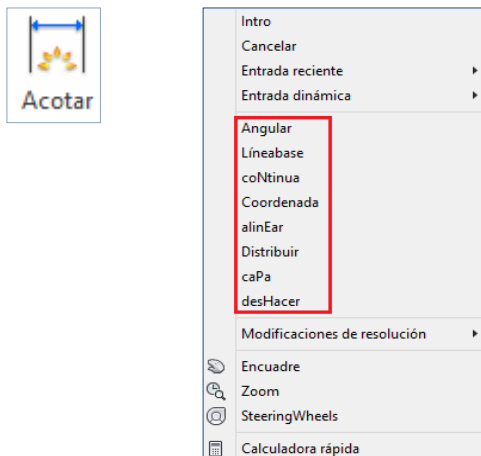 Acotar
Intro
Cancelar
Entrada reciente
Entrada dinámica
Angular
Líneabase
coNtinua
Coordenada
alinEar
Distribuir
caPa
desHacer
Modificaciones de resolución
Encuadre
Zoom
SteeringWheels
Calculadora rápida